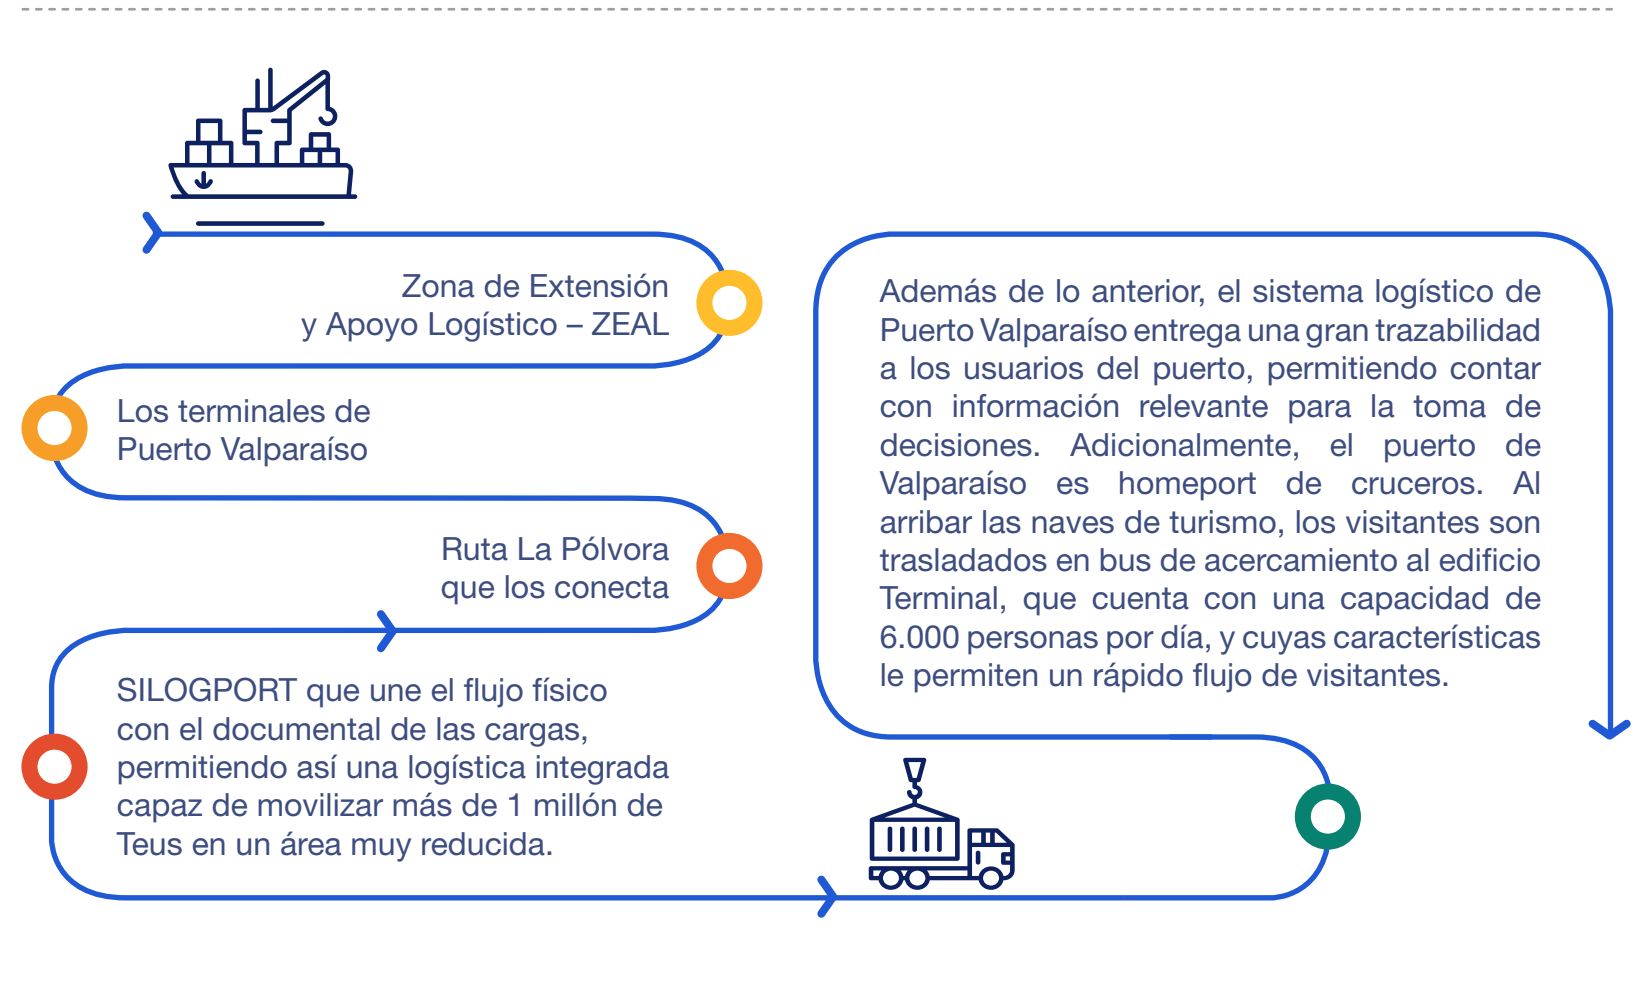 Zona de Extensión
y Apoyo Logístico – ZEAL
Los terminales de
Puerto Valparaíso
Ruta La Pólvora
que los conecta
SILOGPORT que une el flujo físico
con el documental de las cargas,
permitiendo así una logística integrada
capaz de movilizar más de 1 millón de
Teus en un área muy reducida.
Además de lo anterior, el sistema logístico de
Puerto Valparaíso entrega una gran trazabilidad
a los usuarios del puerto, permitiendo contar
con información relevante para la toma de
decisiones. Adicionalmente, el puerto de
Valparaíso es homeport de cruceros. Al
arribar las naves de turismo, los visitantes son
trasladados en bus de acercamiento al edificio
Terminal, que cuenta con una capacidad de
6.000 personas por día, y cuyas características
le permiten un rápido flujo de visitantes.